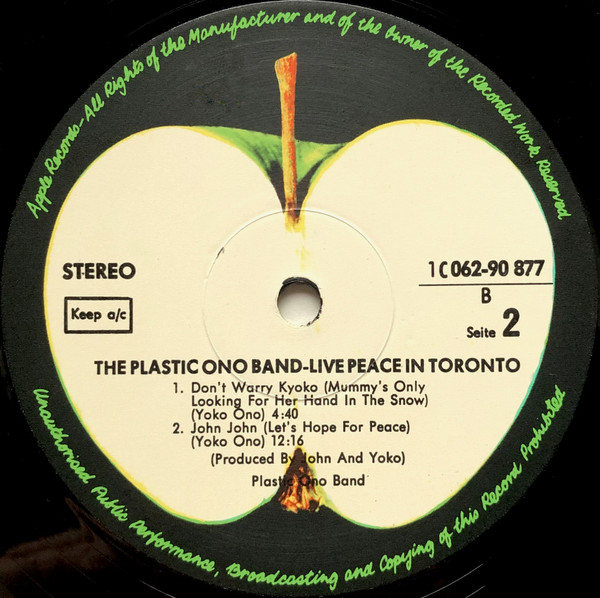 Apple Records-All Rights of the Manufacturer and of the Owner of the Recorded Work Reserved
STEREO
1C 062-90 877
B
Keep a/c
Seite 2
THE PLASTIC ONO BAND-LIVE PEACE IN TORONTO
1. Don't Warry Kyoko (Mummy's Only
Looking For Her Hand In The Snow)
(Yoko Ono) 4:40
2. John John (Let's Hope For Peace)
(Yoko Ono) 12:16
(Produced By John And Yoko)
Plastic Ono Band
Unauthorised Public Performance, Broadcasting and Copying of this Record Prohibited